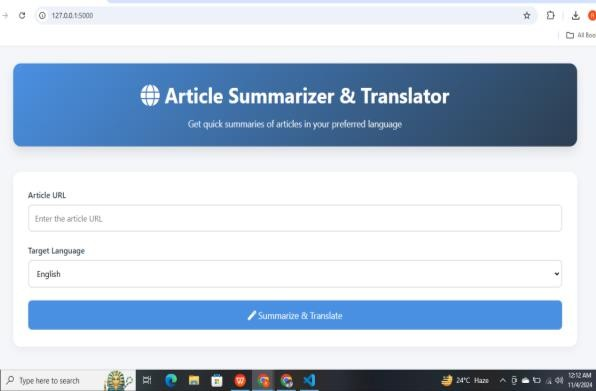 127.0.0.1:5000
All Boo
Article Summarizer & Translator
Get quick summaries of articles in your preferred language
Article URL
Enter the article URL
Target Language
English
Summarize & Translate
Type here to search
24°C Haze
12:12 AM
11/4/2024